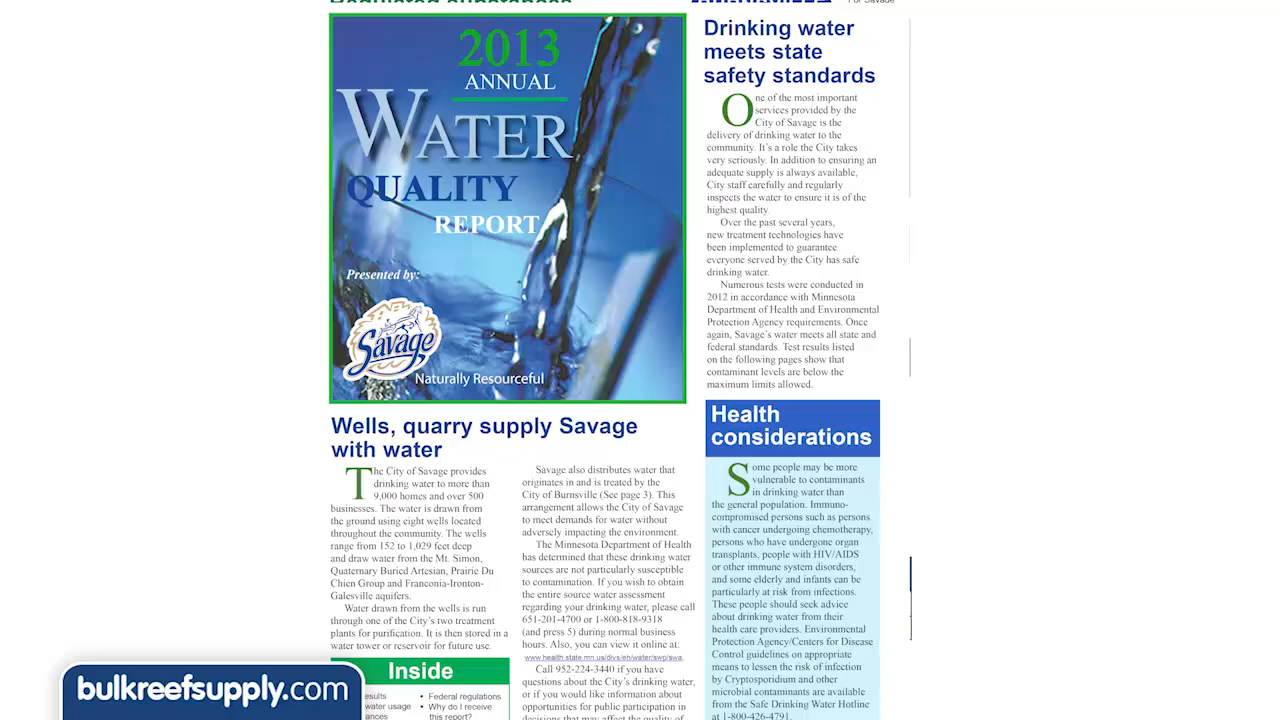 Regulated substances
For Savage
2013
ANNUAL
WATER
QUALITY
REPORT
Presented by:
Savage
Naturally Resourceful
Wells, quarry supply Savage
with water
The City of Savage provides
drinking water to more than
9,000 homes and over 500
businesses. The water is drawn from
the ground using eight wells located
throughout the community. The wells
range from 152 to 1,029 feet deep
and draw water from the Mt. Simon,
Quaternary Buried Artesian, Prairie Du
Chien Group and Franconia-Ironton-
Galesville aquifers.
Water drawn from the wells is run
through one of the City's two treatment
plants for purification. It is then stored in a
water tower or reservoir for future use.
Inside
esults
water usage
ances
• Federal regulations
• Why do I receive
this report?
Savage also distributes water that
originates in and is treated by the
City of Burnsville (See page 3). This
arrangement allows the City of Savage
to meet demands for water without
adversely impacting the environment.
The Minnesota Department of Health
has determined that these drinking water
sources are not particularly susceptible
to contamination. If you wish to obtain
the entire source water assessment
regarding your drinking water, please call
651-201-4700 or 1-800-818-9318
(and press 5) during normal business
hours. Also, you can view it online at:
www.health.state.mn.us/divs/eh/water/swp/swa.
Call 952-224-3440 if you have
questions about the City's drinking water,
or if you would like information about
opportunities for public participation in
decisions that may affect the quality of
Drinking water
meets state
safety standards
One of the most important
services provided by the
City of Savage is the
delivery of drinking water to the
community. It's a role the City takes
very seriously. In addition to ensuring an
adequate supply is always available,
City staff carefully and regularly
inspects the water to ensure it is of the
highest quality.
Over the past several years,
new treatment technologies have
been implemented to guarantee
everyone served by the City has safe
drinking water.
Numerous tests were conducted in
2012 in accordance with Minnesota
Department of Health and Environmental
Protection Agency requirements. Once
again, Savage's water meets all state and
federal standards. Test results listed
on the following pages show that
contaminant levels are below the
maximum limits allowed.
Health
considerations
Some people may be more
vulnerable to contaminants
in drinking water than
the general population. Immuno-
compromised persons such as persons
with cancer undergoing chemotherapy,
persons who have undergone organ
transplants, people with HIV/AIDS
or other immune system disorders,
and some elderly and infants can be
particularly at risk from infections.
These people should seek advice
about drinking water from their
health care providers. Environmental
Protection Agency/Centers for Disease
Control guidelines on appropriate
means to lessen the risk of infection
by Cryptosporidium and other
microbial contaminants are available
from the Safe Drinking Water Hotline
at 1-800-426-4791.
bulkreefsupply.com